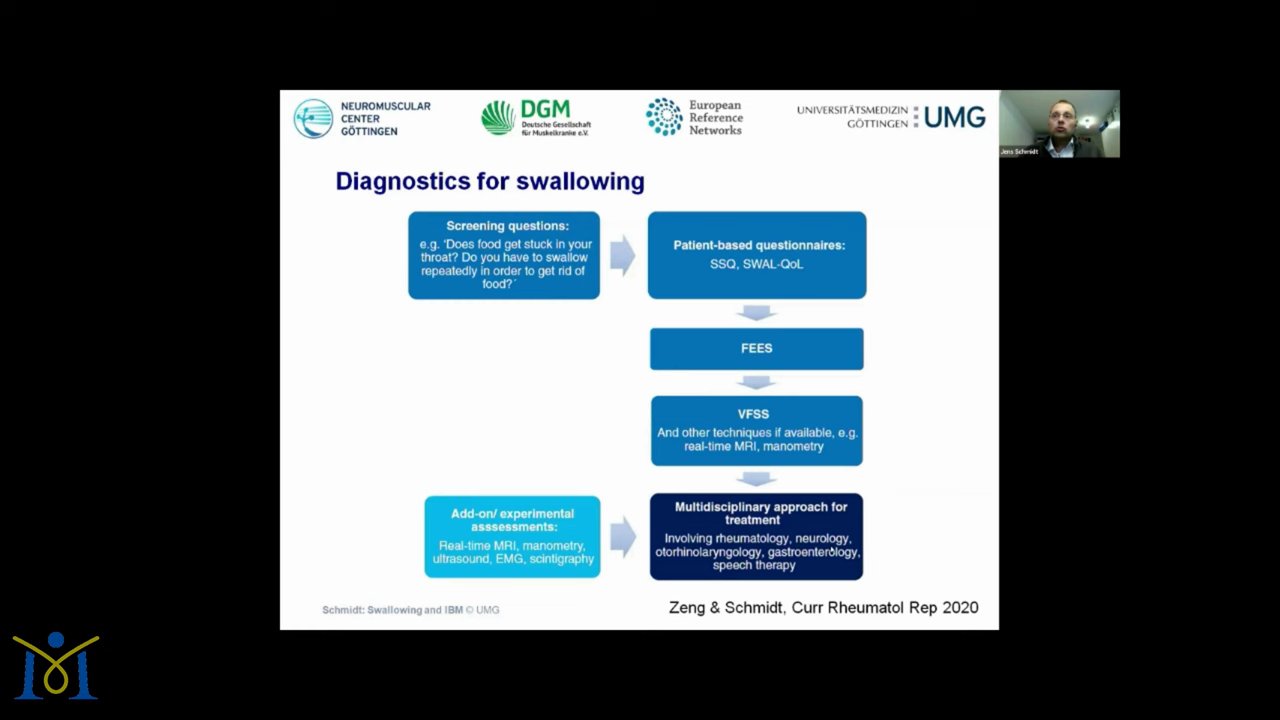 NEUROMUSCULAR
CENTER
GÖTTINGEN
DGM
Deutsche Gesellschaft
für Muskelkranke e.V.
European
Reference
Networks
UNIVERSITÄTSMEDIZIN
GÖTTINGEN
UMG
Jens Schmidt
Diagnostics for swallowing
Screening questions:
e.g. ‘Does food get stuck in your
throat? Do you have to swallow
repeatedly in order to get rid of
food?´
Patient-based questionnaires:
SSQ, SWAL-QoL
FEES
VFSS
And other techniques if available, e.g.
real-time MRI, manometry
Add-on/ experimental
asssessments:
Real-time MRI, manometry,
ultrasound, EMG, scintigraphy
Multidisciplinary approach for
treatment
Involving rheumatology, neurology,
otorhinolaryngology, gastroenterology,
speech therapy
Schmidt: Swallowing and IBM © UMG
Zeng & Schmidt, Curr Rheumatol Rep 2020